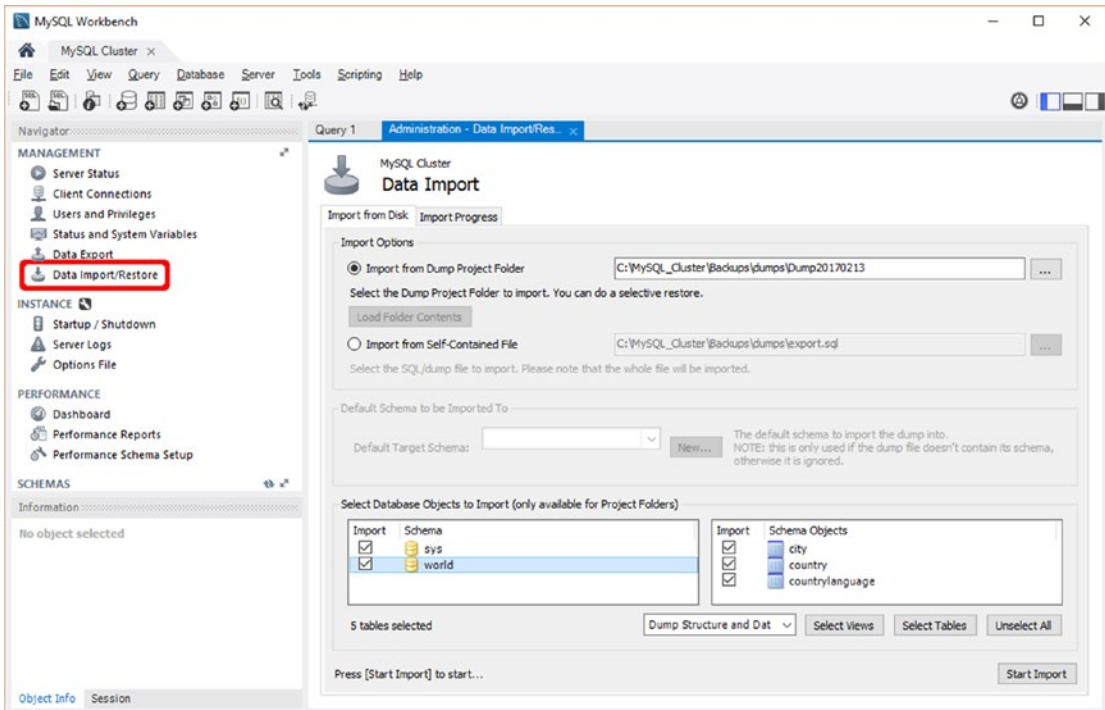 MySQL Workbench
MySQL Cluster
File Edit View Query Database Server Tools Scripting Help
Navigator
MANAGEMENT
Server Status
Client Connections
Users and Privileges
Status and System Variables
Data Export
Data Import/Restore
INSTANCE
Startup / Shutdown
Server Logs
Options File
PERFORMANCE
Dashboard
Performance Reports
Performance Schema Setup
SCHEMAS
Information
No object selected
Object Info Session
Query 1 Administration - Data Import/Res...
MySQL Cluster
Data Import
Import from Disk Import Progress
Import Options
Import from Dump Project Folder C:\MySQL_Cluster\Backups\dumps\Dump20170213 ...
Select the Dump Project Folder to import. You can do a selective restore.
Load Folder Contents
Import from Self-Contained File C:\MySQL_Cluster\Backups\dumps\export.sql ...
Select the SQL/dump file to import. Please note that the whole file will be imported.
Default Schema to be Imported To
Default Target Schema: New...
The default schema to import the dump into.
NOTE: this is only used if the dump file doesn't contain its schema,
otherwise it is ignored.
Select Database Objects to Import (only available for Project Folders)
Import Schema
sys
world
Import Schema Objects
city
country
countrylanguage
5 tables selected Dump Structure and Dat Select Views Select Tables Unselect All
Press [Start Import] to start... Start Import